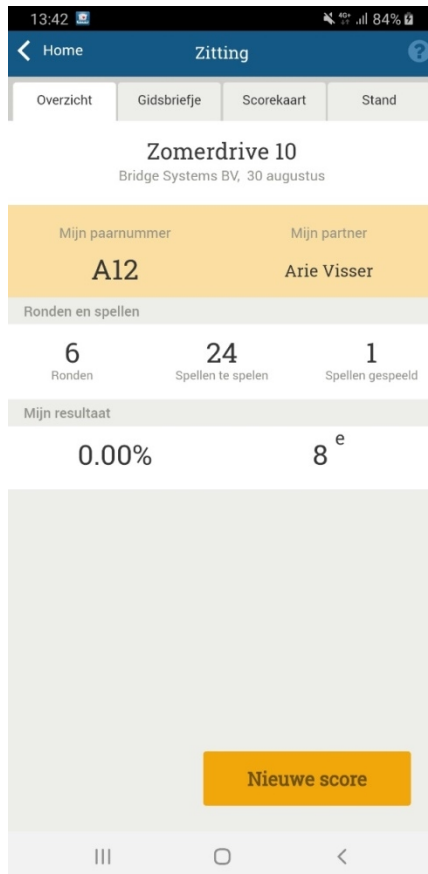 13:42 4G+ 84%
Home Zitting ?
Overzicht Gidsbriefje Scorekaart Stand
Zomerdrive 10
Bridge Systems BV, 30 augustus
Mijn paarnummer Mijn partner
A12 Arie Visser
Ronden en spellen
6 24 1
Ronden Spellen te spelen Spellen gespeeld
Mijn resultaat
0.00% 8 e
Nieuwe score